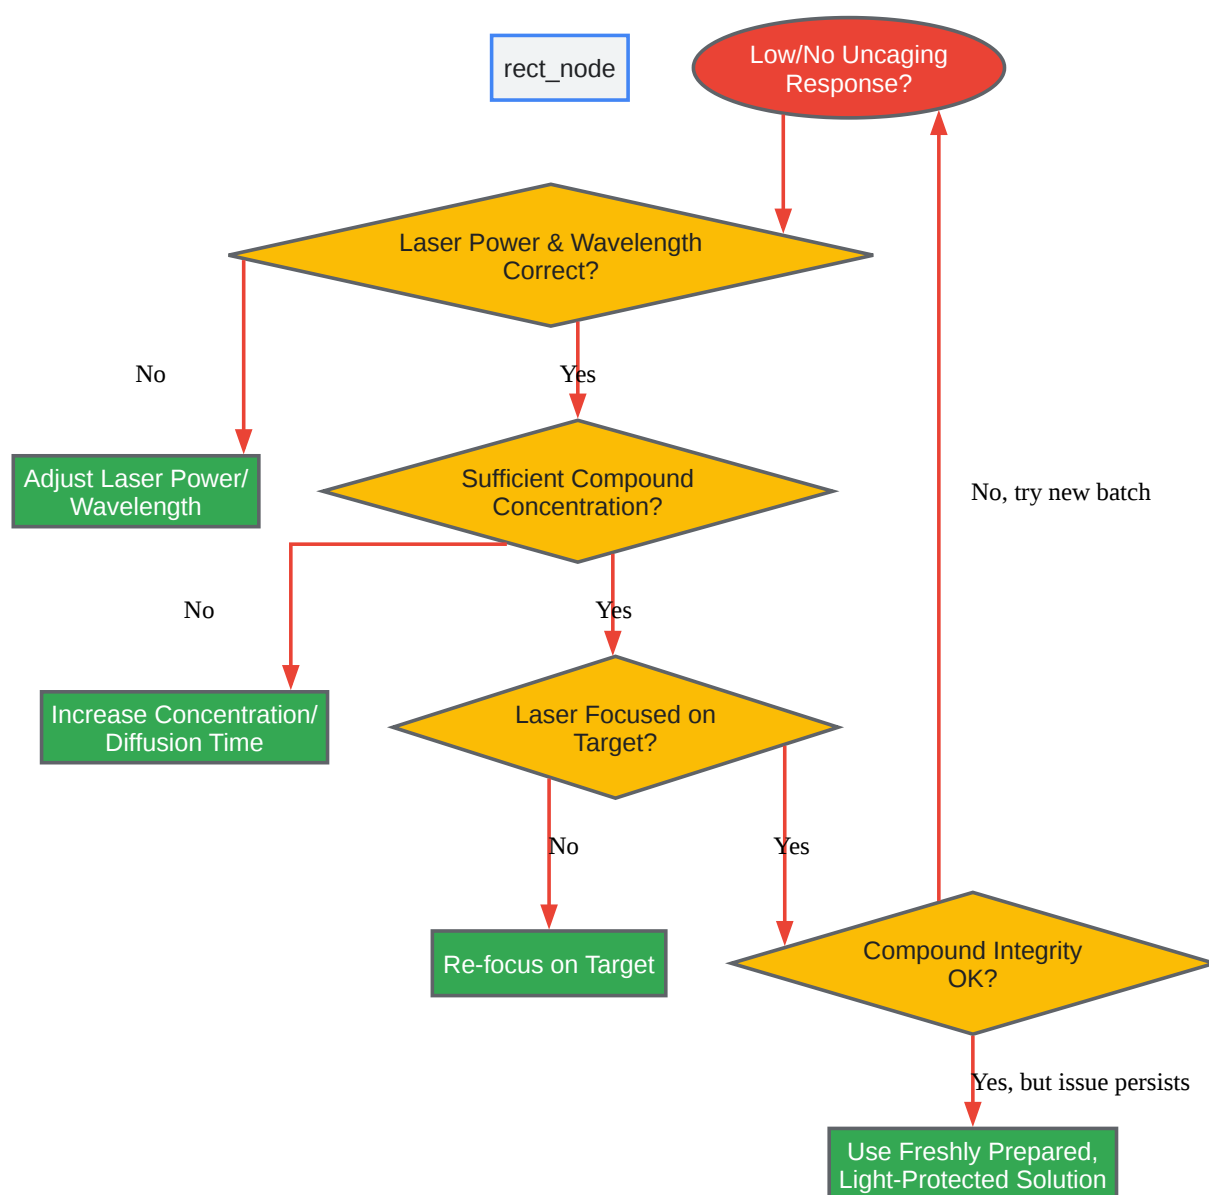 rect_node
Low/No Uncaging
Response?
Laser Power & Wavelength
Correct?
No
Yes
Adjust Laser Power/
Wavelength
Sufficient Compound
Concentration?
No, try new batch
No
Yes
Increase Concentration/
Diffusion Time
Laser Focused on
Target?
No
Yes
Re-focus on Target
Compound Integrity
OK?
Yes, but issue persists
Use Freshly Prepared,
Light-Protected Solution